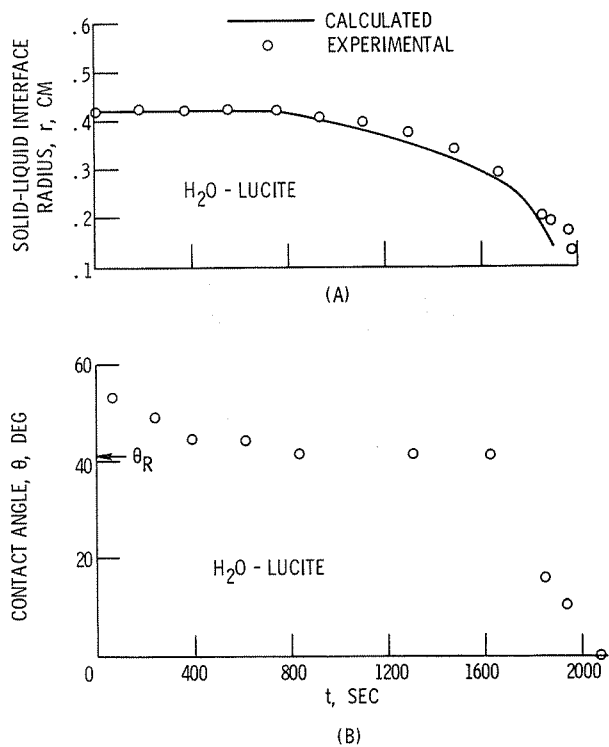 CALCULATED
EXPERIMENTAL
SOLID-LIQUID INTERFACE
RADIUS, r, CM
.6
.5
.4
.3
.2
.1
H₂O - LUCITE
(A)
CONTACT ANGLE, θ, DEG
60
40
20
0
θR
H₂O - LUCITE
400
800
1200
1600
2000
t, SEC
(B)